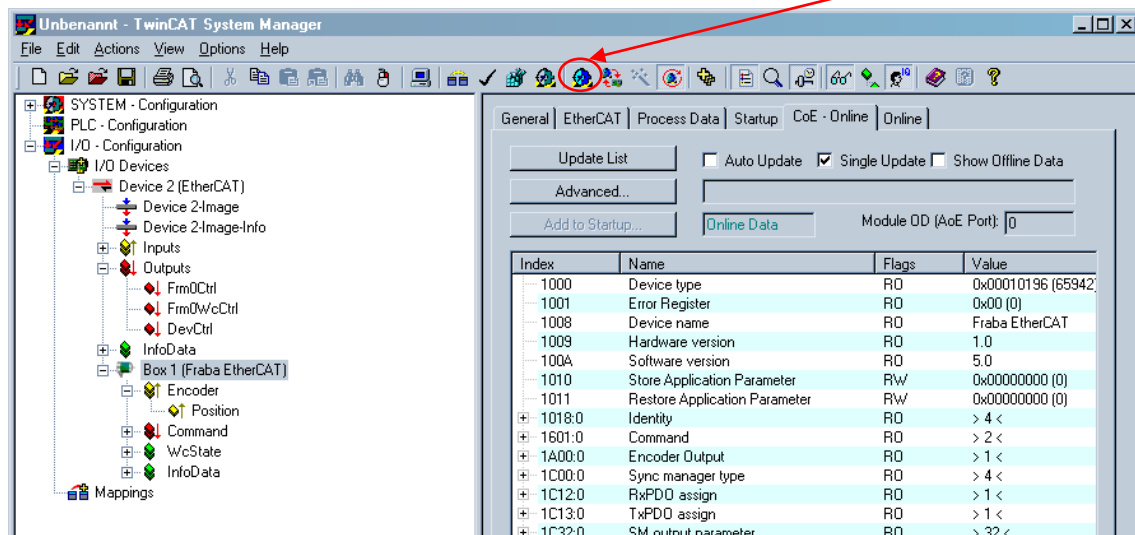 Unbenannt - TwinCAT System Manager
File Edit Actions View Options Help
SYSTEM - Configuration
PLC - Configuration
I/O - Configuration
I/O Devices
Device 2 (EtherCAT)
Device 2-Image
Device 2-Image-Info
Inputs
Outputs
Frm0Ctrl
Frm0WcCtrl
DevCtrl
InfoData
Box 1 (Fraba EtherCAT)
Encoder
Position
Command
WcState
InfoData
Mappings
General EtherCAT Process Data Startup CoE - Online Online
Update List Auto Update Single Update Show Offline Data
Advanced...
Add to Startup... Online Data Module OD (AoE Port): 0
Index Name Flags Value
1000 Device type RO 0x00010196 (65942)
1001 Error Register RO 0x00 (0)
1008 Device name RO Fraba EtherCAT
1009 Hardware version RO 1.0
100A Software version RO 5.0
1010 Store Application Parameter RW 0x00000000 (0)
1011 Restore Application Parameter RW 0x00000000 (0)
1018:0 Identity RO > 4 <
1601:0 Command RO > 2 <
1A00:0 Encoder Output RO > 1 <
1C00:0 Sync manager type RO > 4 <
1C12:0 RxPDO assign RO > 1 <
1C13:0 TxPDO assign RO > 1 <
1C32:0 SM output parameter RO > 32 <